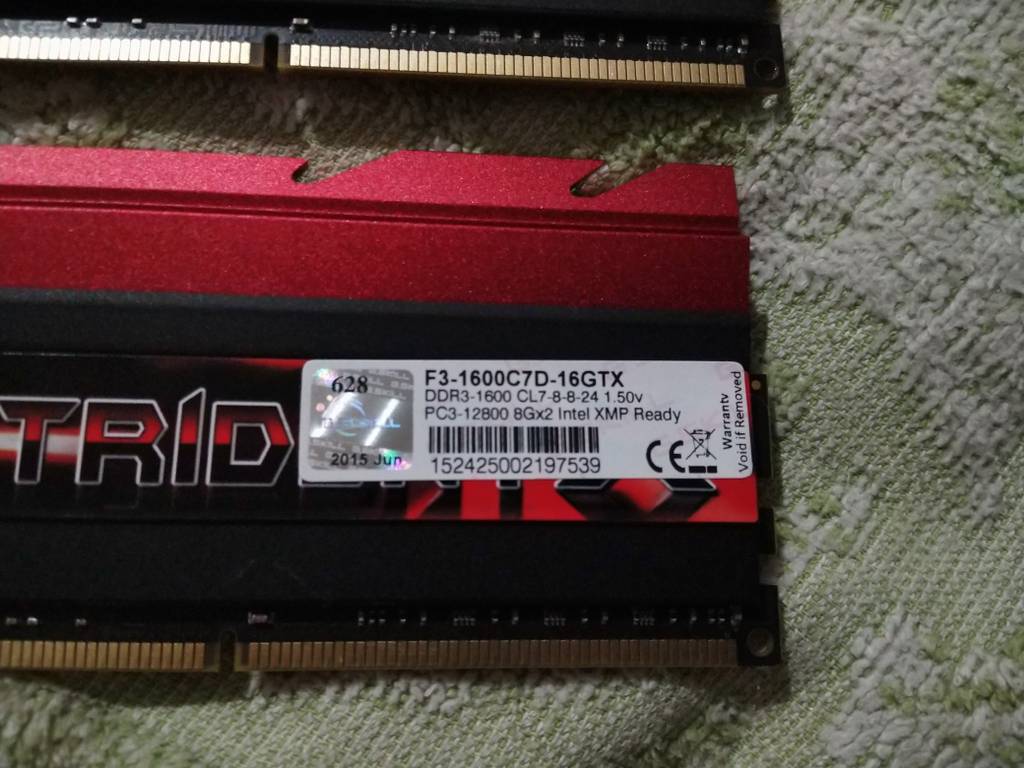 628
2015 Jun
F3-1600C7D-16GTX
DDR3-1600 CL7-8-8-24 1.50v
PC3-12800 8Gx2 Intel XMP Ready
152425002197539
CE
Warranty
Void if Removed
TRID